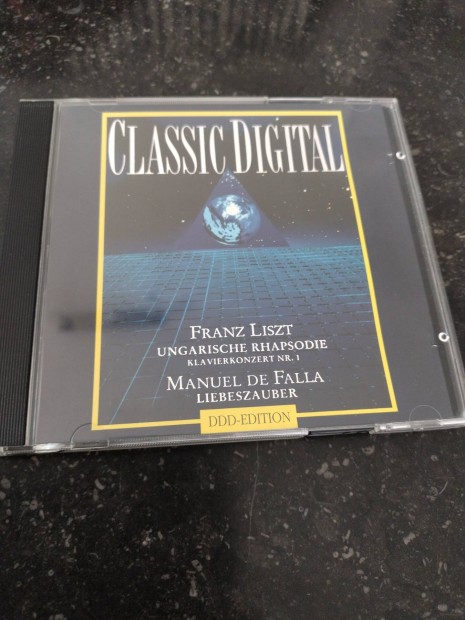 CLASSIC DIGITAL
FRANZ LISZT
UNGARISCHE RHAPSODIE
KLAVIERKONZERT NR. 1
MANUEL DE FALLA
LIEBESZAUBER
DDD-EDITION